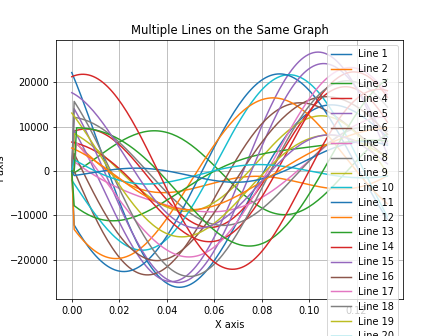 Multiple Lines on the Same Graph
20000
10000
0
−10000
−20000
0.00 0.02 0.04 0.06 0.08 0.10
X axis
axis
Line 1
Line 2
Line 3
Line 4
Line 5
Line 6
Line 7
Line 8
Line 9
Line 10
Line 11
Line 12
Line 13
Line 14
Line 15
Line 16
Line 17
Line 18
Line 19
Line 20